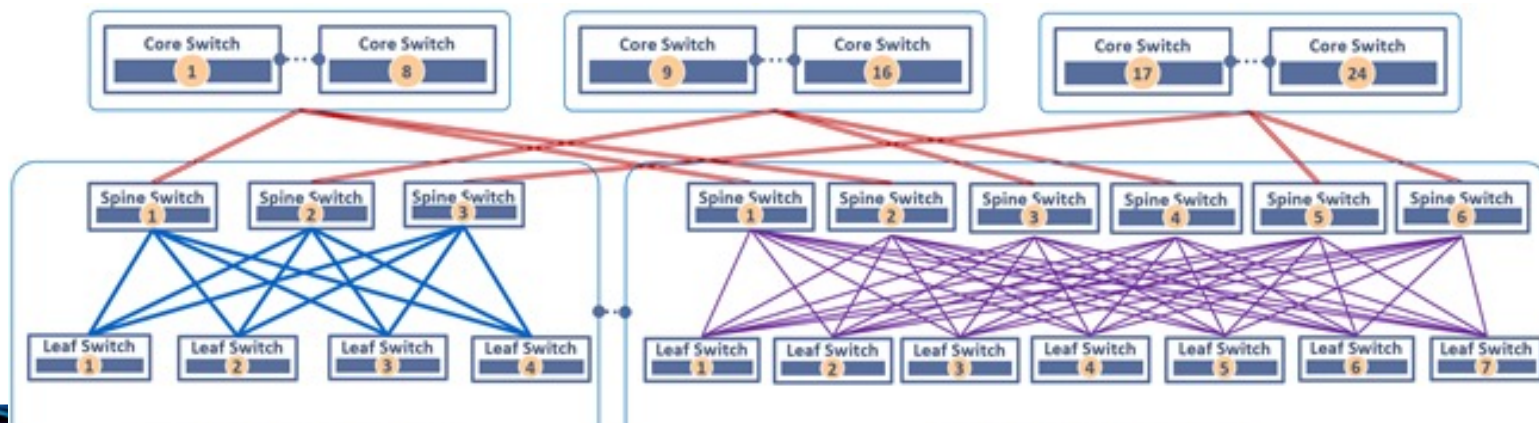 Core Switch
1
Core Switch
8
Core Switch
9
Core Switch
16
Core Switch
17
Core Switch
24
Spine Switch
1
Spine Switch
2
Spine Switch
3
Spine Switch
1
Spine Switch
2
Spine Switch
3
Spine Switch
4
Spine Switch
5
Spine Switch
6
Leaf Switch
1
Leaf Switch
2
Leaf Switch
3
Leaf Switch
4
Leaf Switch
1
Leaf Switch
2
Leaf Switch
3
Leaf Switch
4
Leaf Switch
5
Leaf Switch
6
Leaf Switch
7